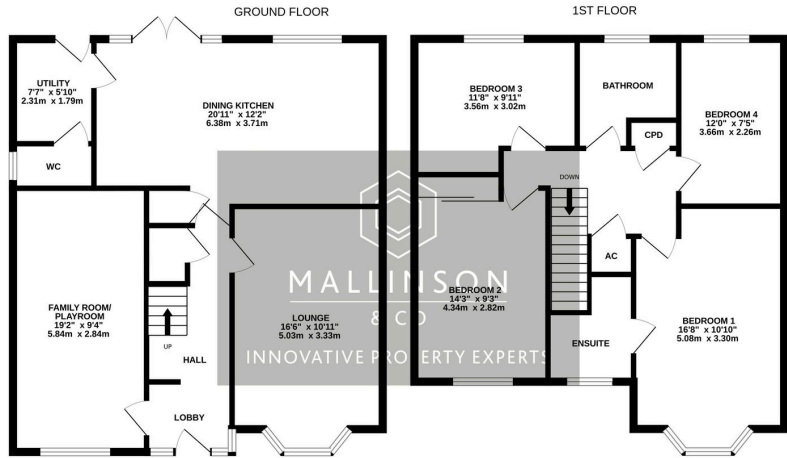 GROUND FLOOR
1ST FLOOR
UTILITY
7'7" x 5'10"
2.31m x 1.79m
WC
DINING KITCHEN
20'11" x 12'2"
6.38m x 3.71m
FAMILY ROOM/
PLAYROOM
19'2" x 9'4"
5.84m x 2.84m
UP
HALL
LOBBY
LOUNGE
16'6" x 10'11"
5.03m x 3.33m
BEDROOM 3
11'8" x 9'11"
3.56m x 3.02m
BATHROOM
CPD
BEDROOM 4
12'0" x 7'5"
3.66m x 2.26m
DOWN
AC
BEDROOM 2
14'3" x 9'3"
4.34m x 2.82m
ENSUITE
BEDROOM 1
16'8" x 10'10"
5.08m x 3.30m
MALLINSON
& CO
INNOVATIVE PROPERTY EXPERTS